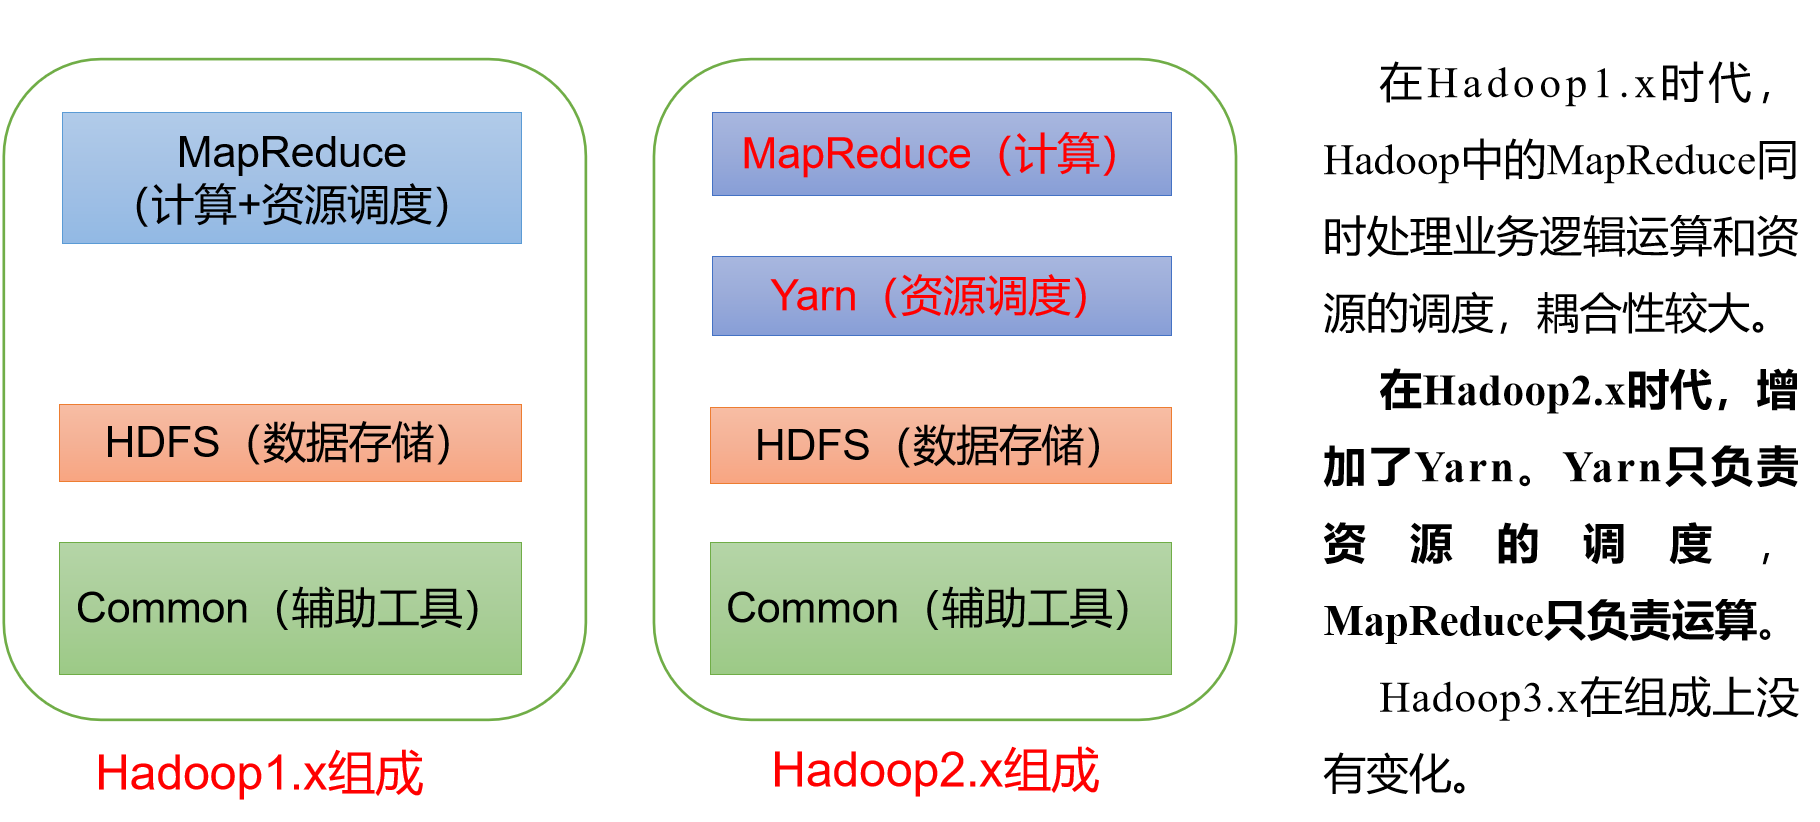 MapReduce
（计算+资源调度）
HDFS（数据存储）
Common（辅助工具）
Hadoop1.x组成
MapReduce（计算）
Yarn（资源调度）
HDFS（数据存储）
Common（辅助工具）
Hadoop2.x组成
在Hadoop1.x时代，
Hadoop中的MapReduce同
时处理业务逻辑运算和资
源的调度，耦合性较大。
在Hadoop2.x时代，增
加了Yarn。Yarn只负责
资源的调度，
MapReduce只负责运算。
Hadoop3.x在组成上没
有变化。